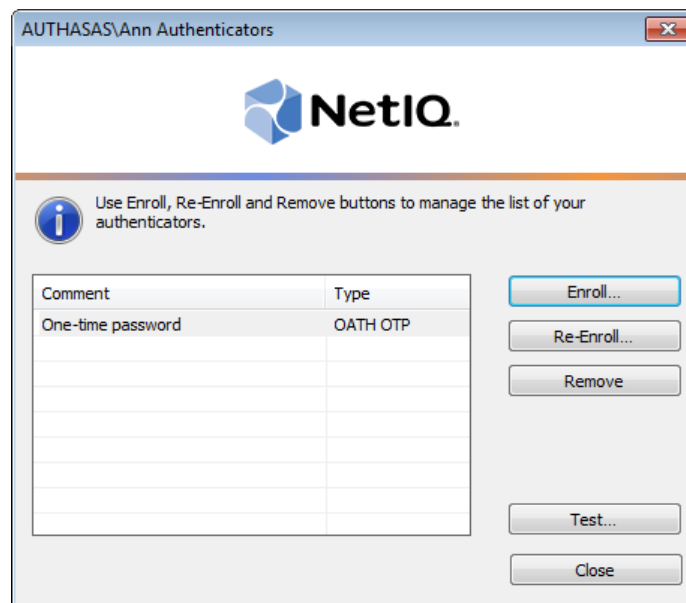 AUTHASAS\Ann Authenticators
NetIQ.
Use Enroll, Re-Enroll and Remove buttons to manage the list of your
authenticators.
Comment Type
One-time password OATH OTP
Enroll...
Re-Enroll...
Remove
Test...
Close